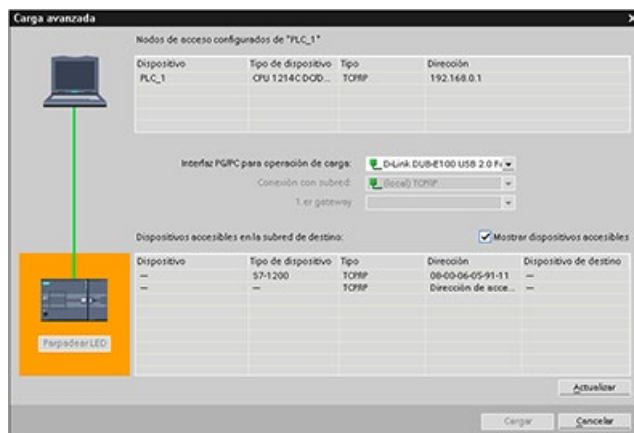 Carga avanzada
Nodos de acceso configurados de "PLC_1"
Dispositivo Tipo de dispositivo Tipo Dirección
PLC_1 CPU 1214C DC/D... TCP/IP 192.168.0.1
Interfaz PG/PC para operación de carga: D-Link DUB-E100 USB 2.0 F
Conexión con subred: (local) TCP/IP
1.er gateway
Dispositivos accesibles en la subred de destino: Mostrar dispositivos accesibles
Dispositivo Tipo de dispositivo Tipo Dirección Dispositivo de destino
— S7-1200 TCP/IP 08-00-06-05-91-11 —
— — TCP/IP Dirección de acce... —
Parpadear LED
Actualizar
Cargar Cancelar